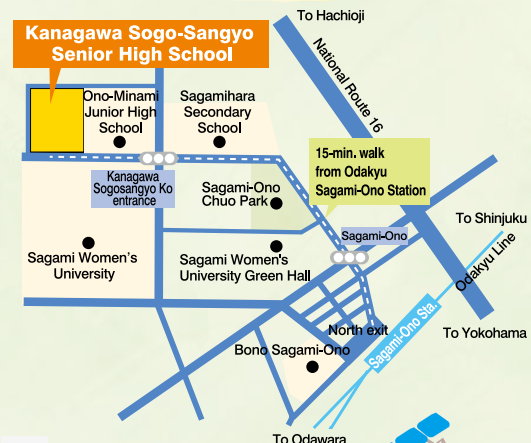 To Hachioji
Kanagawa Sogo-Sangyo
Senior High School
National Route 16
Ono-Minami
Junior High
School
Sagamihara
Secondary
School
15-min. walk
from Odakyu
Sagami-Ono Station
Kanagawa
Sogosangyo Ko
entrance
Sagami-Ono
Chuo Park
Sagami-Ono
To Shinjuku
Odakyu Line
Sagami Women's
University
Sagami Women's
University Green Hall
North exit
Sagami-Ono Sta.
To Yokohama
Bono Sagami-Ono
To Odawara